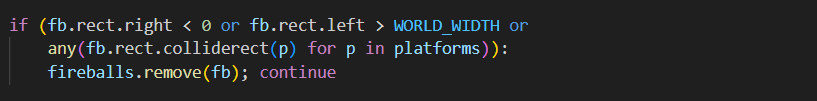 if (fb.rect.right < 0 or fb.rect.left > WORLD_WIDTH or
any(fb.rect.colliderect(p) for p in platforms)):
fireballs.remove(fb); continue